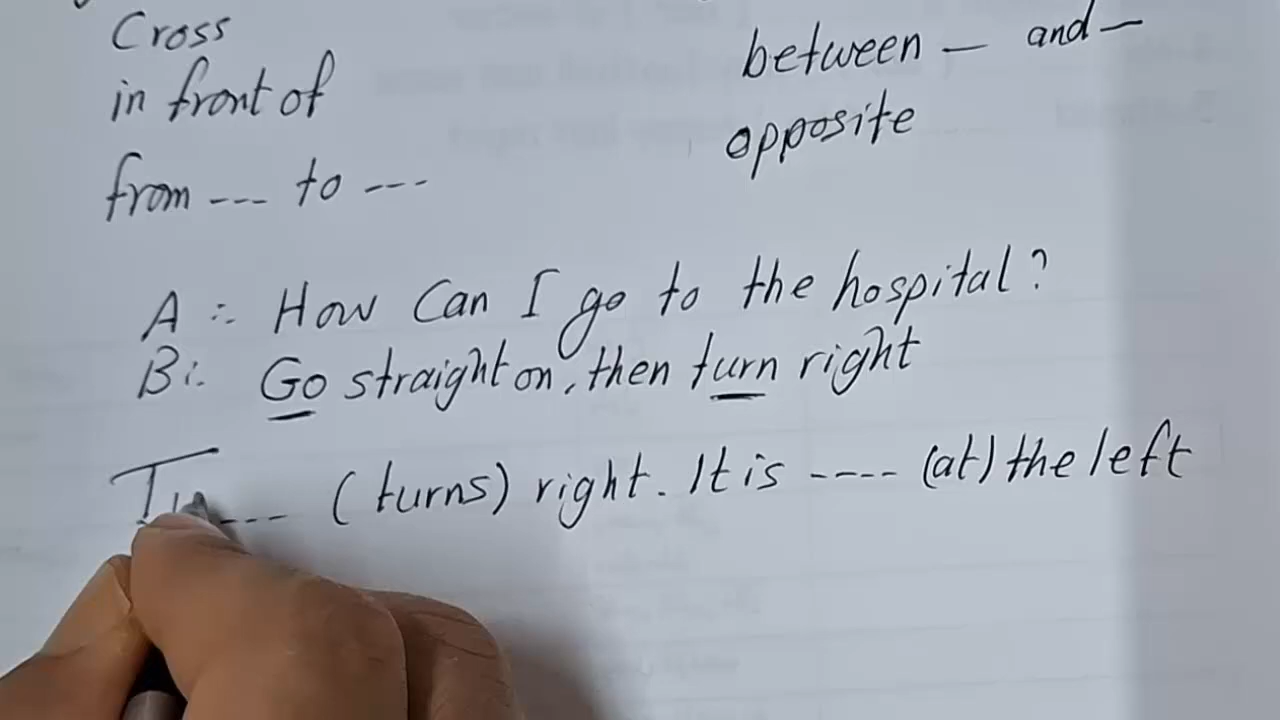 Cross
in front of
from --- to ---
between — and —
opposite
A :- How Can I go to the hospital?
B :- Go straight on, then turn right
--- (turns) right. It is ---- (at) the left